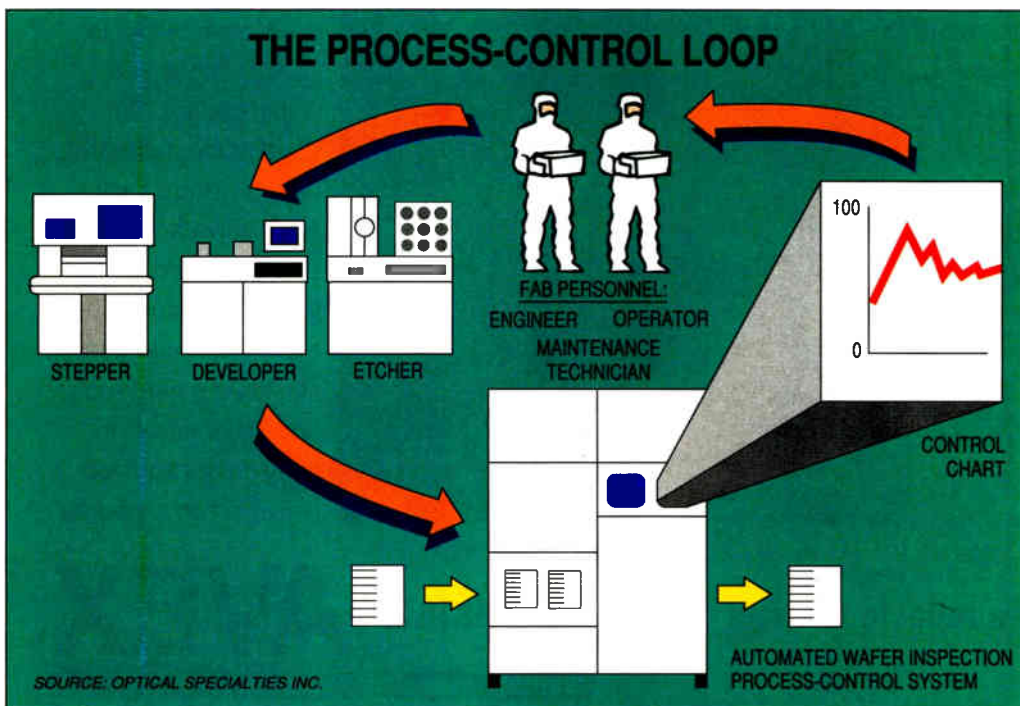 THE PROCESS-CONTROL LOOP
FAB PERSONNEL:
ENGINEER OPERATOR
MAINTENANCE
TECHNICIAN
STEPPER
DEVELOPER
ETCHER
100
0
CONTROL
CHART
AUTOMATED WAFER INSPECTION
PROCESS-CONTROL SYSTEM
SOURCE: OPTICAL SPECIALTIES INC.